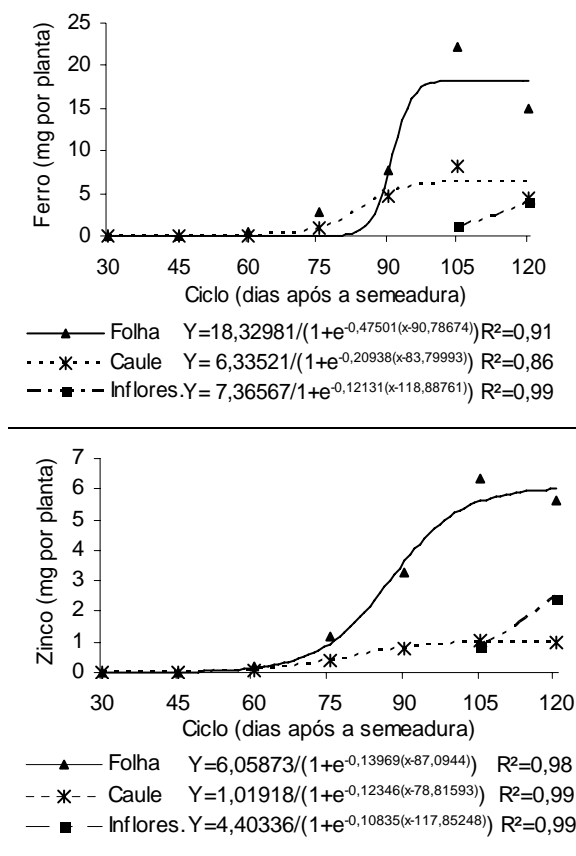 25
20
15
10
5
0
Ferro (mg por planta)
30 45 60 75 90 105 120
Ciclo (dias após a semeadura)
Folha Y=18,32981/(1+e-0,47501(x-90,78674)) R²=0,91
Caule Y= 6,33521/(1+e-0,20938(x-83,79993)) R²=0,86
Inflores. Y= 7,36567/1+e-0,12131(x-118,88761)) R²=0,99
7
6
5
4
3
2
1
0
Zinco (mg por planta)
30 45 60 75 90 105 120
Ciclo (dias após a semeadura)
Folha Y=6,05873/(1+e-0,13969(x-87,0944)) R²=0,98
Caule Y=1,01918/(1+e-0,12346(x-78,81593)) R²=0,99
Inflores. Y=4,40336/(1+e-0,10835(x-117,85248)) R²=0,99